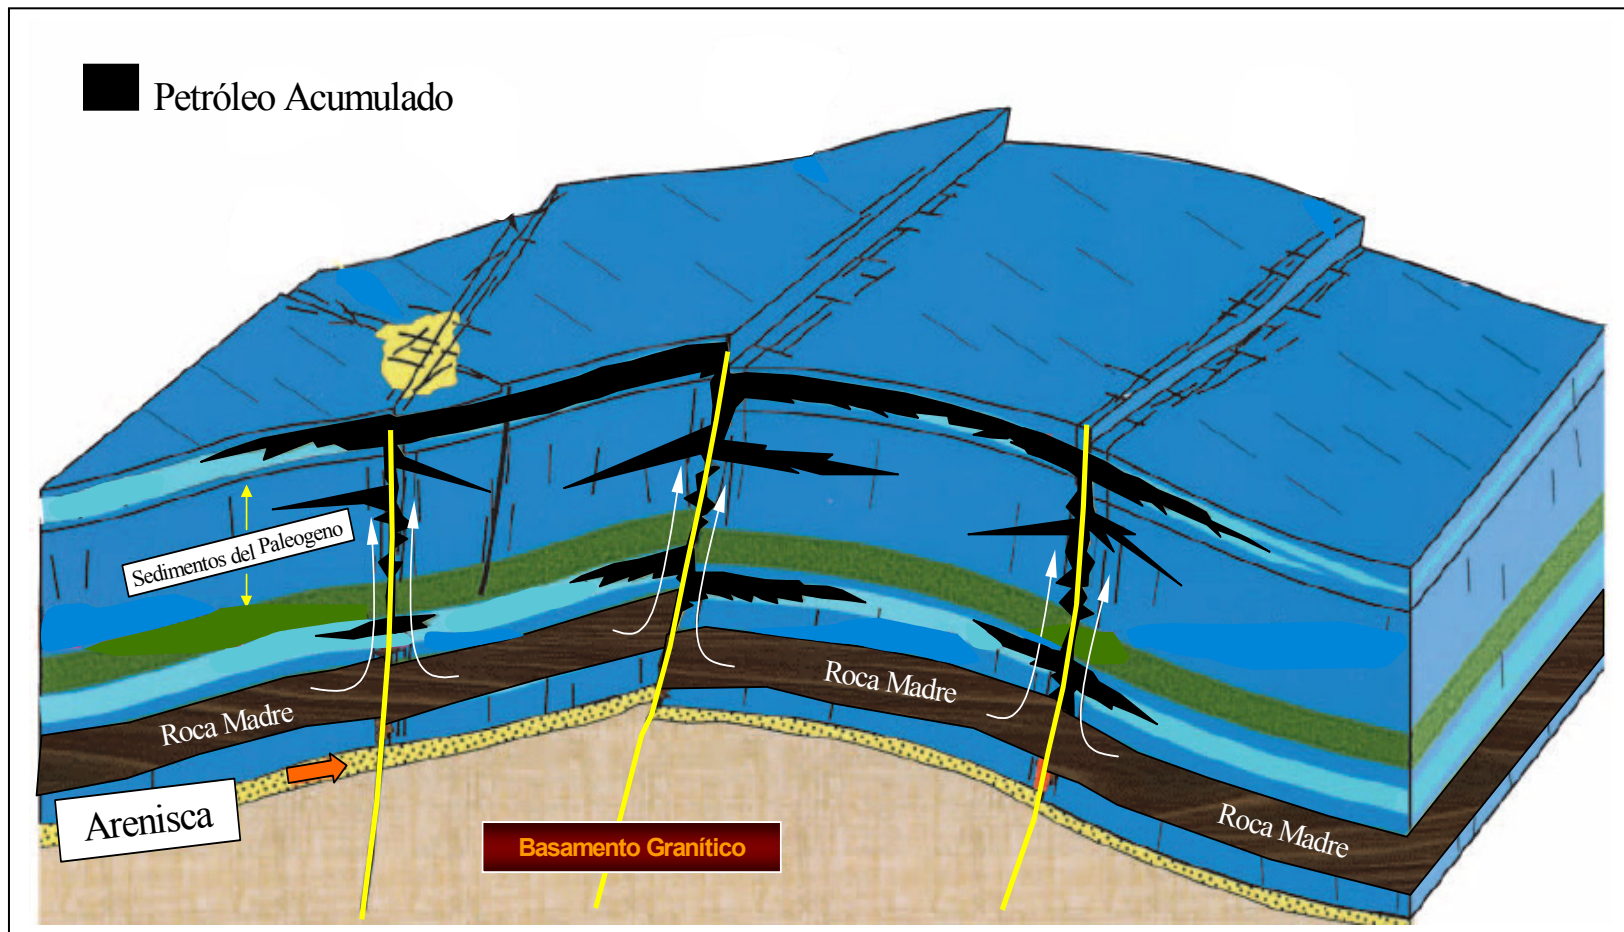 Petróleo Acumulado
Sedimentos del Paleogeno
Roca Madre
Roca Madre
Roca Madre
Arenisca
Basamento Granítico